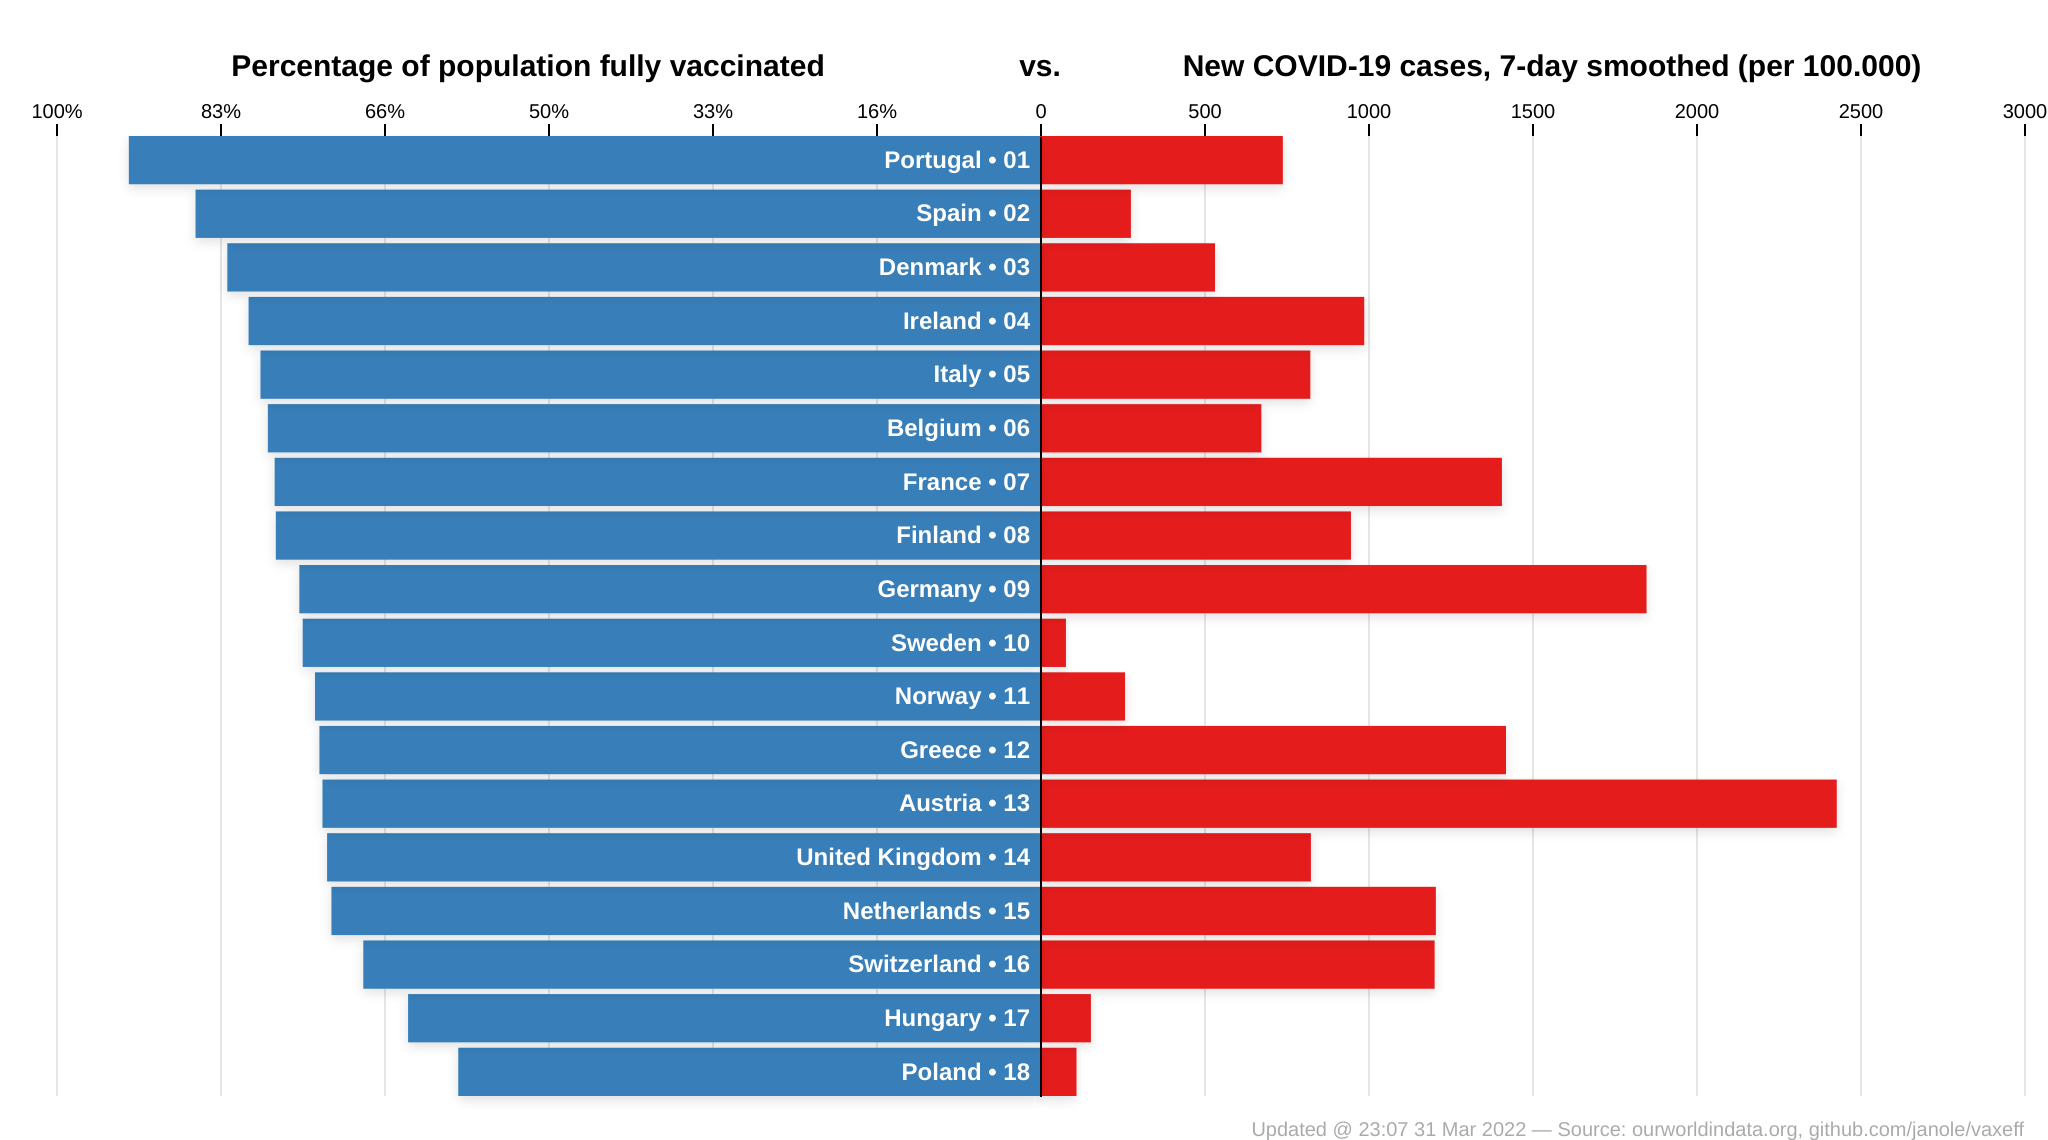 Percentage of population fully vaccinated vs. New COVID-19 cases, 7-day smoothed (per 100.000)
100% 83% 66% 50% 33% 16% 0 500 1000 1500 2000 2500 3000
Portugal • 01
Spain • 02
Denmark • 03
Ireland • 04
Italy • 05
Belgium • 06
France • 07
Finland • 08
Germany • 09
Sweden • 10
Norway • 11
Greece • 12
Austria • 13
United Kingdom • 14
Netherlands • 15
Switzerland • 16
Hungary • 17
Poland • 18
Updated @ 23:07 31 Mar 2022 — Source: ourworldindata.org, github.com/janole/vaxeff